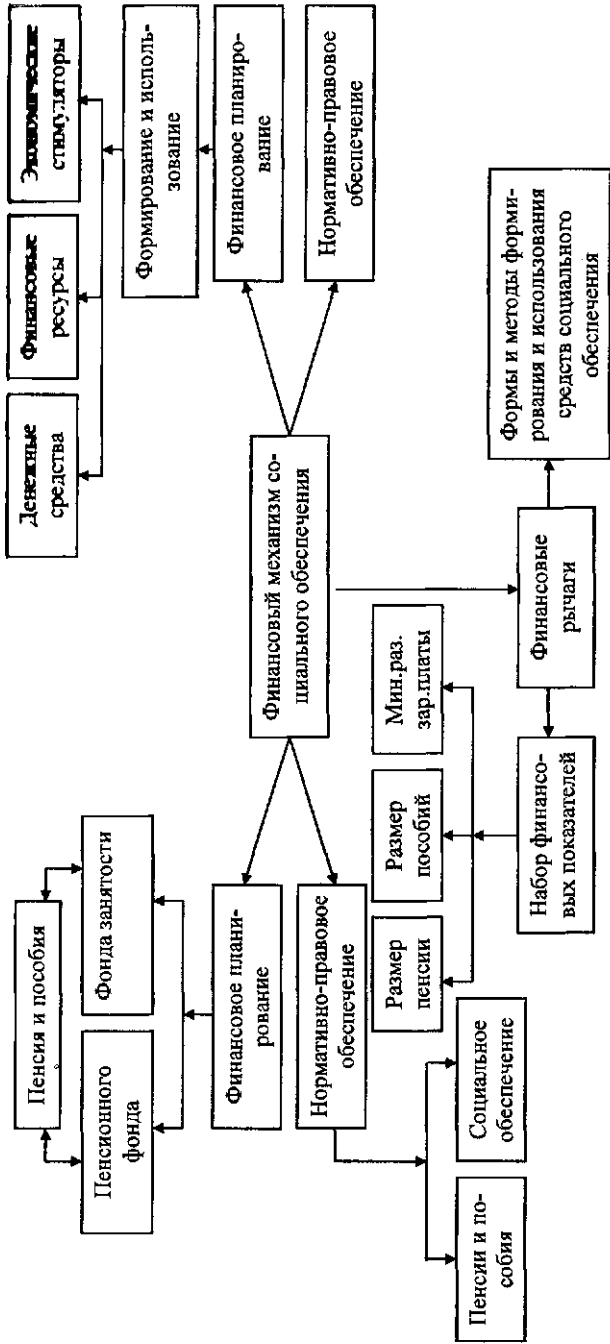 Пенсия и пособия
Пенсионного
фонда
Фонда занятости
Финансовое плани-
рование
Нормативно-правовое
обеспечение
Пенсии и по-
собия
Социальное
обеспечение
Денежные
средства
Финансовые
ресурсы
Экономические
стимуляторы
Формирование и исполь-
зование
Финансовое планиро-
вание
Нормативно-правовое
обеспечение
Финансовый механизм со-
циального обеспечения
Размер
пенсии
Размер
пособий
Мин.раз.
зар.платы
Набор финансо-
вых показателей
Финансовые
рычаги
Формы и методы форми-
рования и использования
средств социального
обеспечения